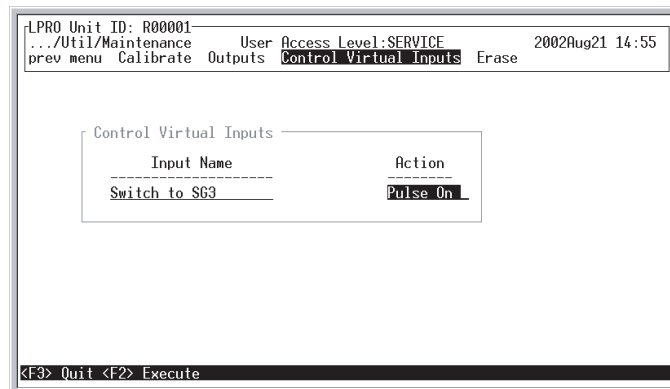 LPRO Unit ID: R00001
.../Util/Maintenance User Access Level:SERVICE 2002Aug21 14:55
prev menu Calibrate Outputs Control Virtual Inputs Erase
Control Virtual Inputs
Input Name Action
Switch to SG3 Pulse On
<F3> Quit <F2> Execute